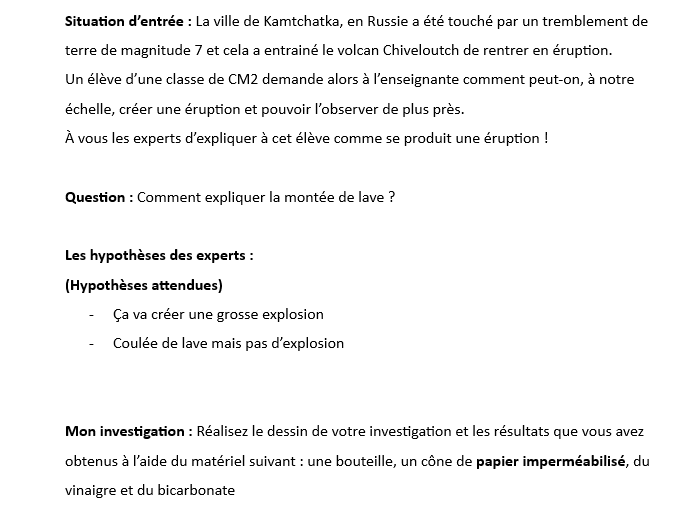 Situation d'entrée : La ville de Kamtchatka, en Russie a été touché par un tremblement de
terre de magnitude 7 et cela a entrainé le volcan Chiveloutch de rentrer en éruption.
Un élève d'une classe de CM2 demande alors à l'enseignante comment peut-on, à notre
échelle, créer une éruption et pouvoir l'observer de plus près.
À vous les experts d'expliquer à cet élève comme se produit une éruption !
Question : Comment expliquer la montée de lave ?
Les hypothèses des experts :
(Hypothèses attendues)
- Ça va créer une grosse explosion
- Coulée de lave mais pas d'explosion
Mon investigation : Réalisez le dessin de votre investigation et les résultats que vous avez
obtenus à l'aide du matériel suivant : une bouteille, un cône de papier imperméabilisé, du
vinaigre et du bicarbonate